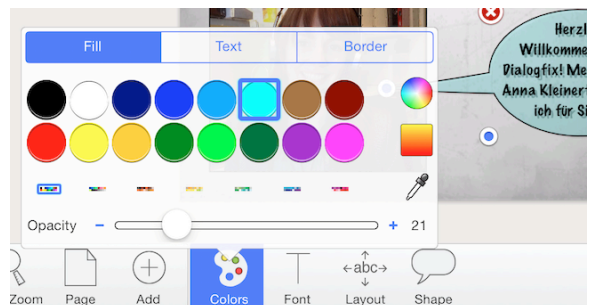 Fill
Text
Border
Herzl
Willkomme
Dialogfix! Me
Anna Kleiner
ich für Si
Opacity
−
+
21
abc
Zoom
Page
Add
Colors
Font
Layout
Shape